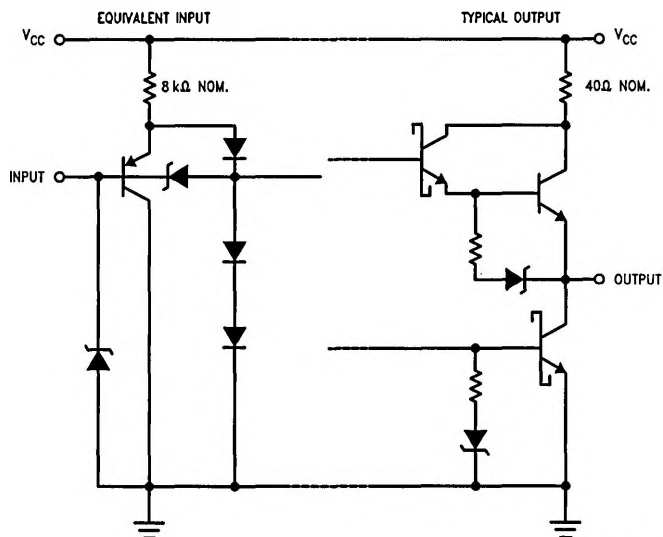 EQUIVALENT INPUT
TYPICAL OUTPUT
VCC
VCC
8 kΩ NOM.
40Ω NOM.
INPUT
OUTPUT